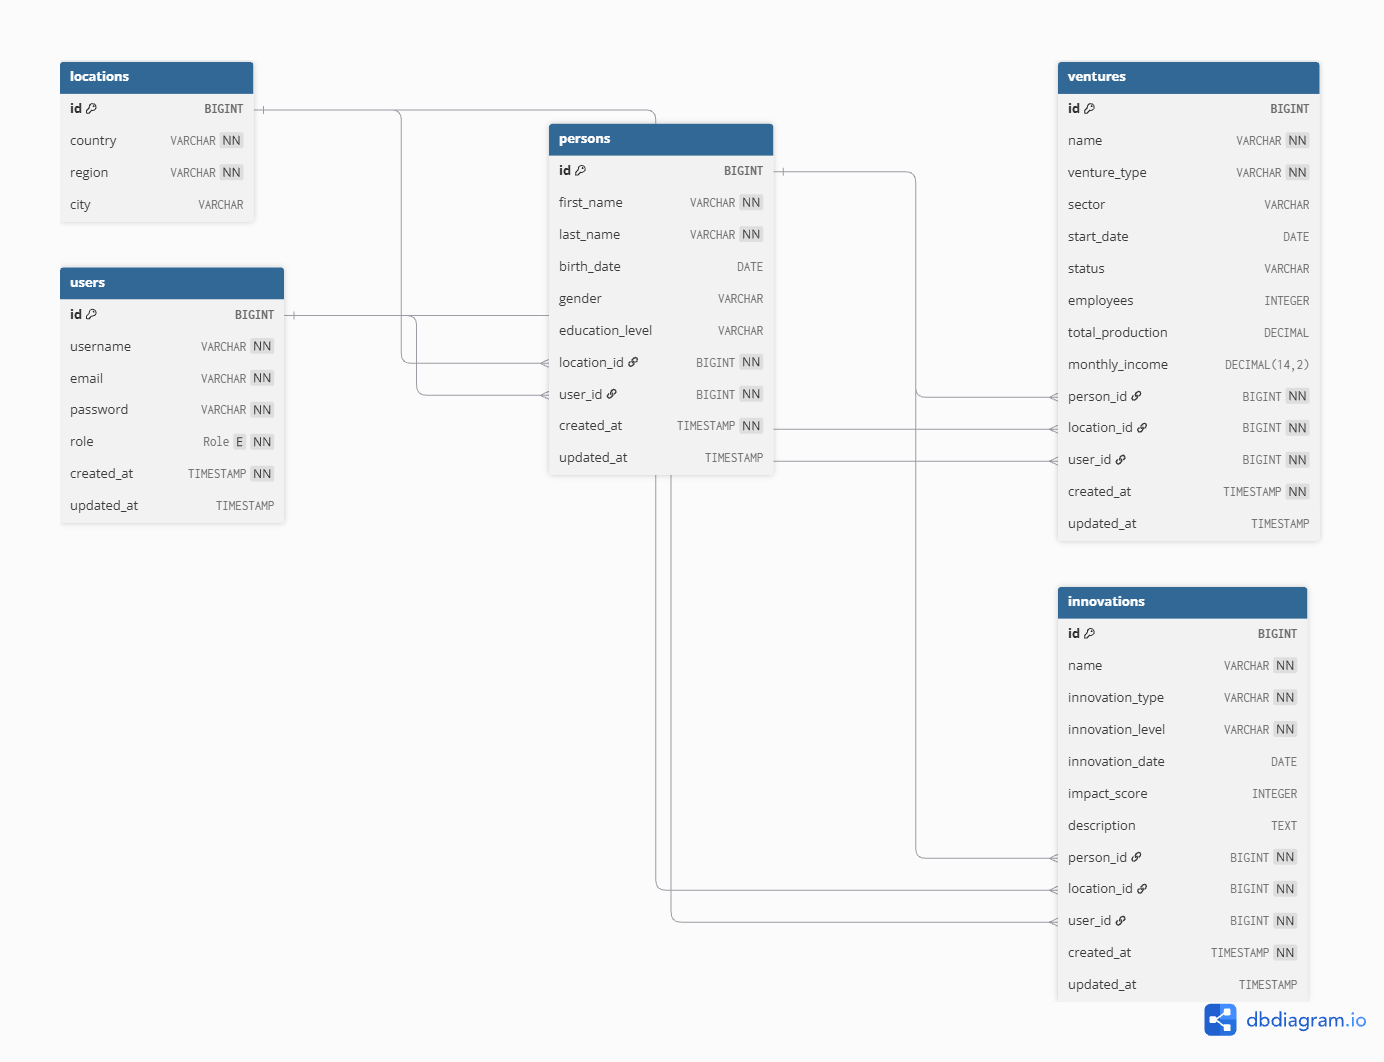 locations
id BIGINT
country VARCHAR NN
region VARCHAR NN
city VARCHAR
users
id BIGINT
username VARCHAR NN
email VARCHAR NN
password VARCHAR NN
role Role E NN
created_at TIMESTAMP NN
updated_at TIMESTAMP
persons
id BIGINT
first_name VARCHAR NN
last_name VARCHAR NN
birth_date DATE
gender VARCHAR
education_level VARCHAR
location_id BIGINT NN
user_id BIGINT NN
created_at TIMESTAMP NN
updated_at TIMESTAMP
ventures
id BIGINT
name VARCHAR NN
venture_type VARCHAR NN
sector VARCHAR
start_date DATE
status VARCHAR
employees INTEGER
total_production DECIMAL
monthly_income DECIMAL(14,2)
person_id BIGINT NN
location_id BIGINT NN
user_id BIGINT NN
created_at TIMESTAMP NN
updated_at TIMESTAMP
innovations
id BIGINT
name VARCHAR NN
innovation_type VARCHAR NN
innovation_level VARCHAR NN
innovation_date DATE
impact_score INTEGER
description TEXT
person_id BIGINT NN
location_id BIGINT NN
user_id BIGINT NN
created_at TIMESTAMP NN
updated_at TIMESTAMP
dbdiagram.io